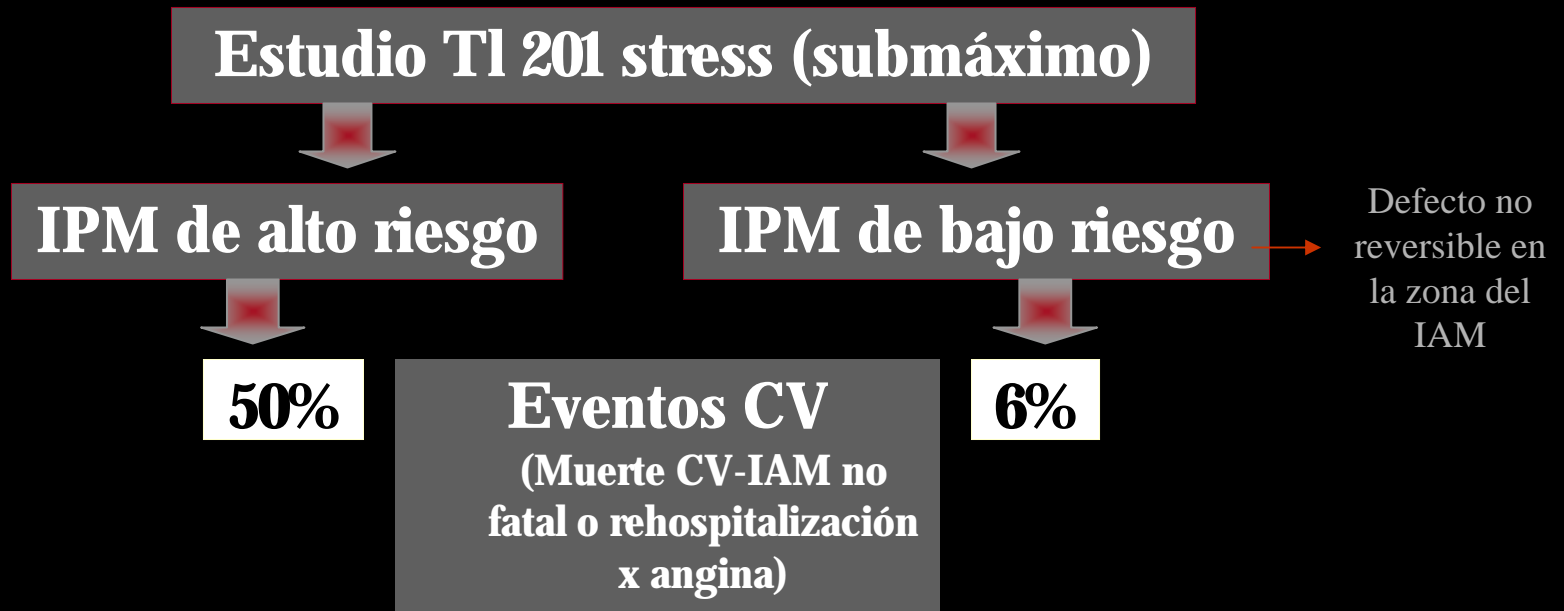 Estudio Tl 201 stress (submáximo)
IPM de alto riesgo
IPM de bajo riesgo
Defecto no
reversible en
la zona del
IAM
50%
Eventos CV
(Muerte CV-IAM no
fatal o rehospitalización
x angina)
6%